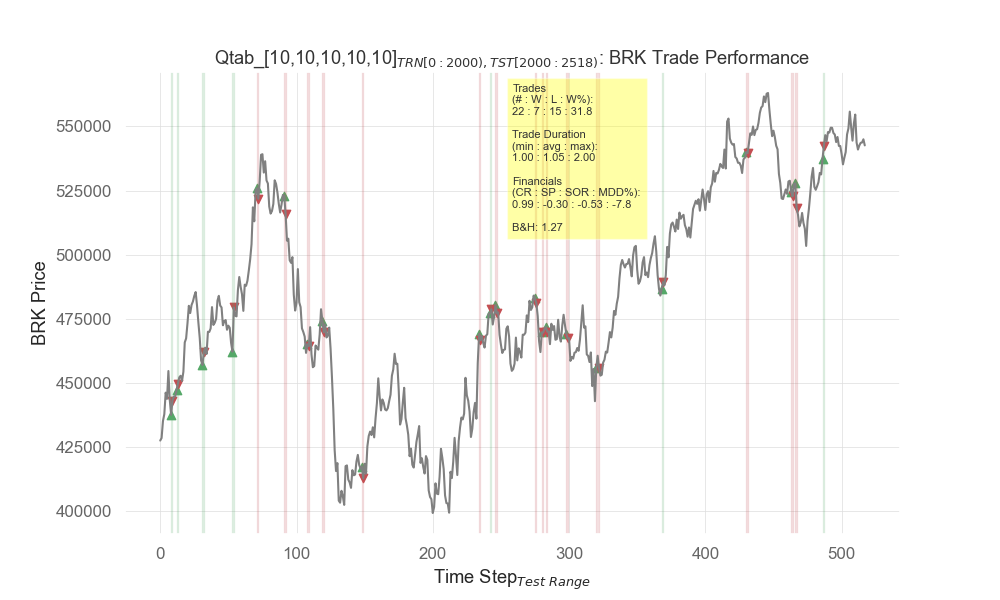 Qtab_[10,10,10,10,10]TRN[0 : 2000), TST[2000 : 2518): BRK Trade Performance
Trades
(# : W : L : W%):
22 : 7 : 15 : 31.8
Trade Duration
(min : avg : max):
1.00 : 1.05 : 2.00
Financials
(CR : SP : SOR : MDD%):
0.99 : -0.30 : -0.53 : -7.8
B&H: 1.27
BRK Price
550000
525000
500000
475000
450000
425000
400000
0 100 200 300 400 500
Time StepTest Range